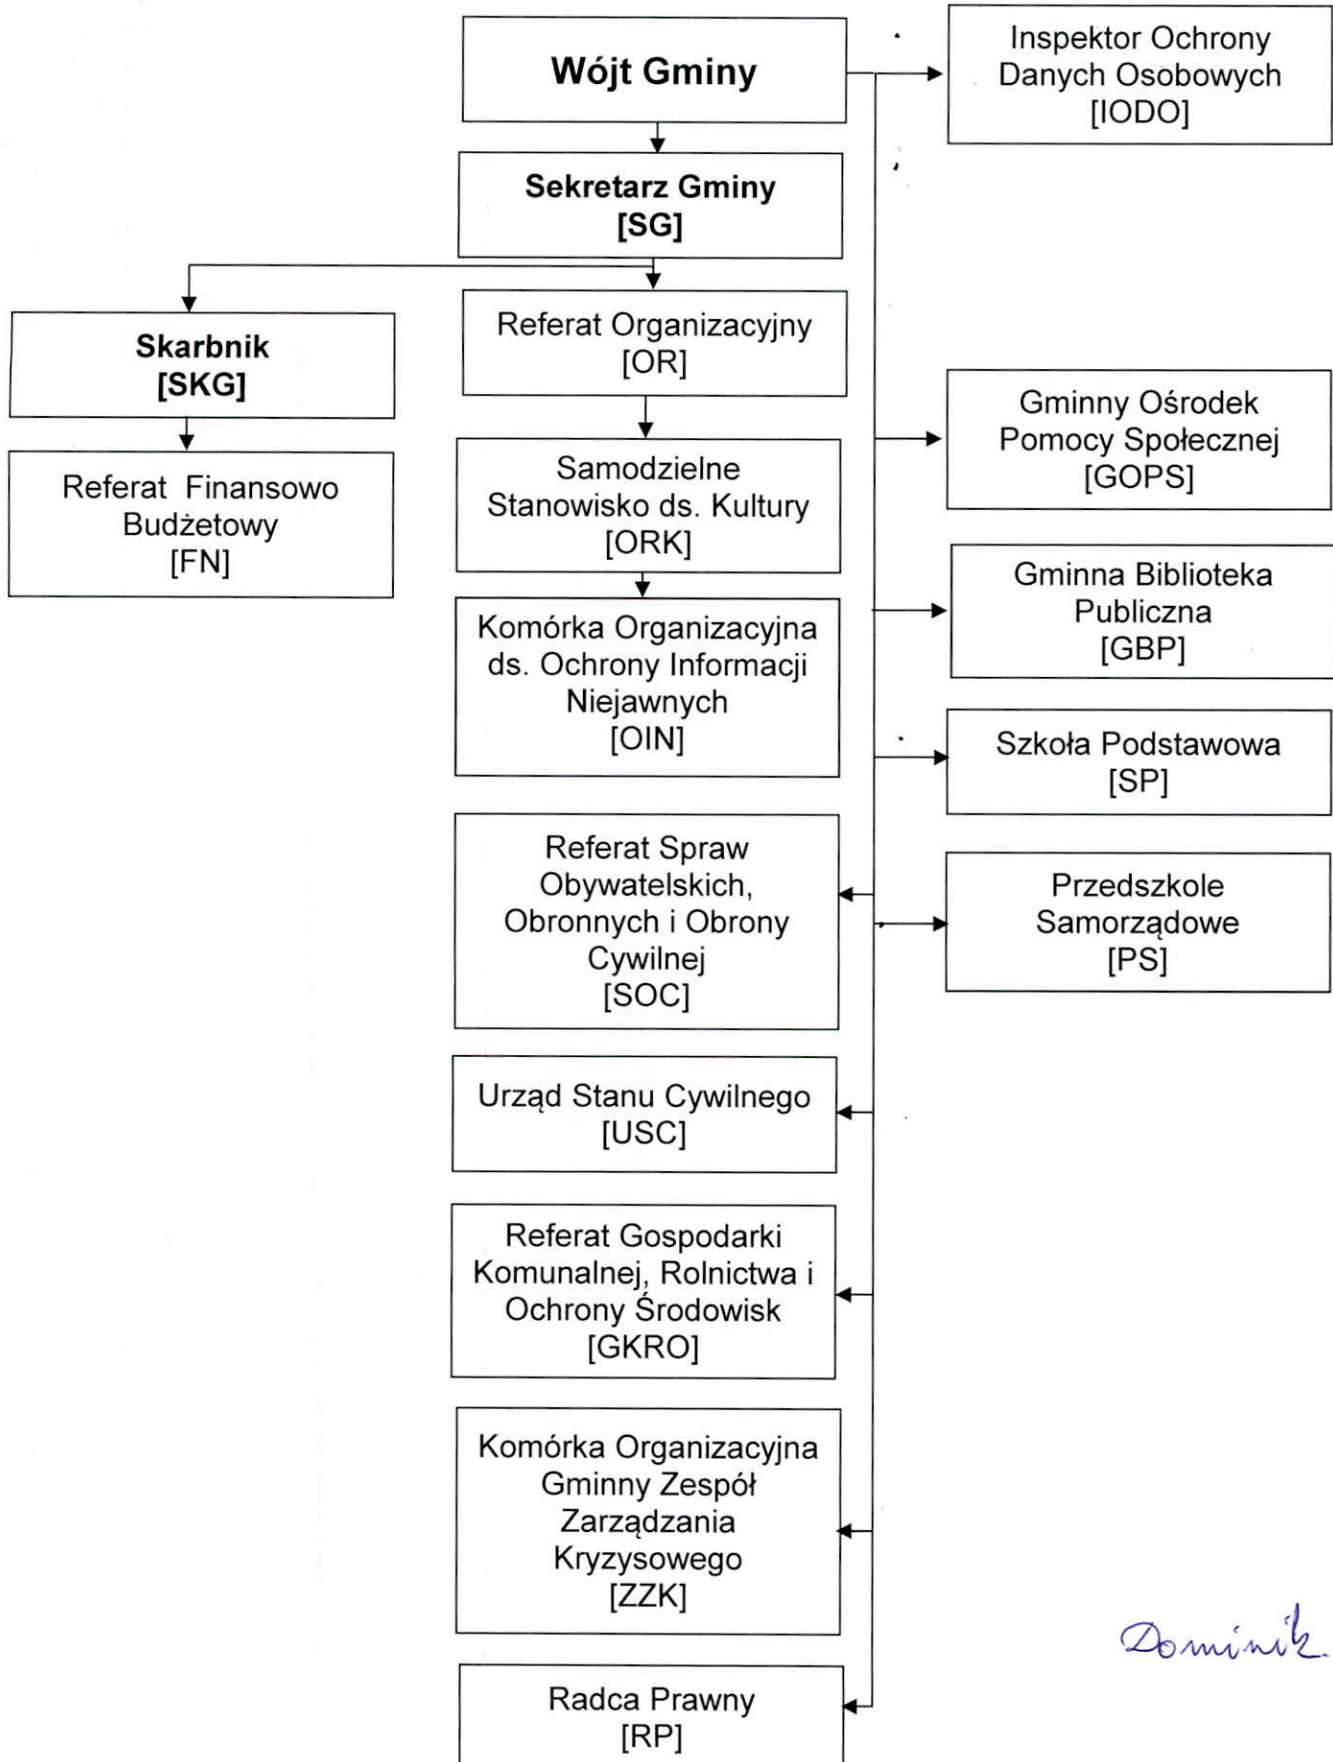 Wójt Gminy
Inspektor Ochrony
Danych Osobowych
[IODO]
Sekretarz Gminy
[SG]
Skarbnik
[SKG]
Referat Organizacyjny
[OR]
Referat  Finansowo
Budżetowy
[FN]
Samodzielne
Stanowisko ds. Kultury
[ORK]
Komórka Organizacyjna
ds. Ochrony Informacji
Niejawnych
[OIN]
Gminny Ośrodek
Pomocy Społecznej
[GOPS]
Gminna Biblioteka
Publiczna
[GBP]
Szkoła Podstawowa
[SP]
Przedszkole
Samorządowe
[PS]
Referat Spraw
Obywatelskich,
Obronnych i Obrony
Cywilnej
[SOC]
Urząd Stanu Cywilnego
[USC]
Referat Gospodarki
Komunalnej, Rolnictwa i
Ochrony Środowisk
[GKRO]
Komórka Organizacyjna
Gminny Zespół
Zarządzania
Kryzysowego
[ZZK]
Radca Prawny
[RP]
Dominik